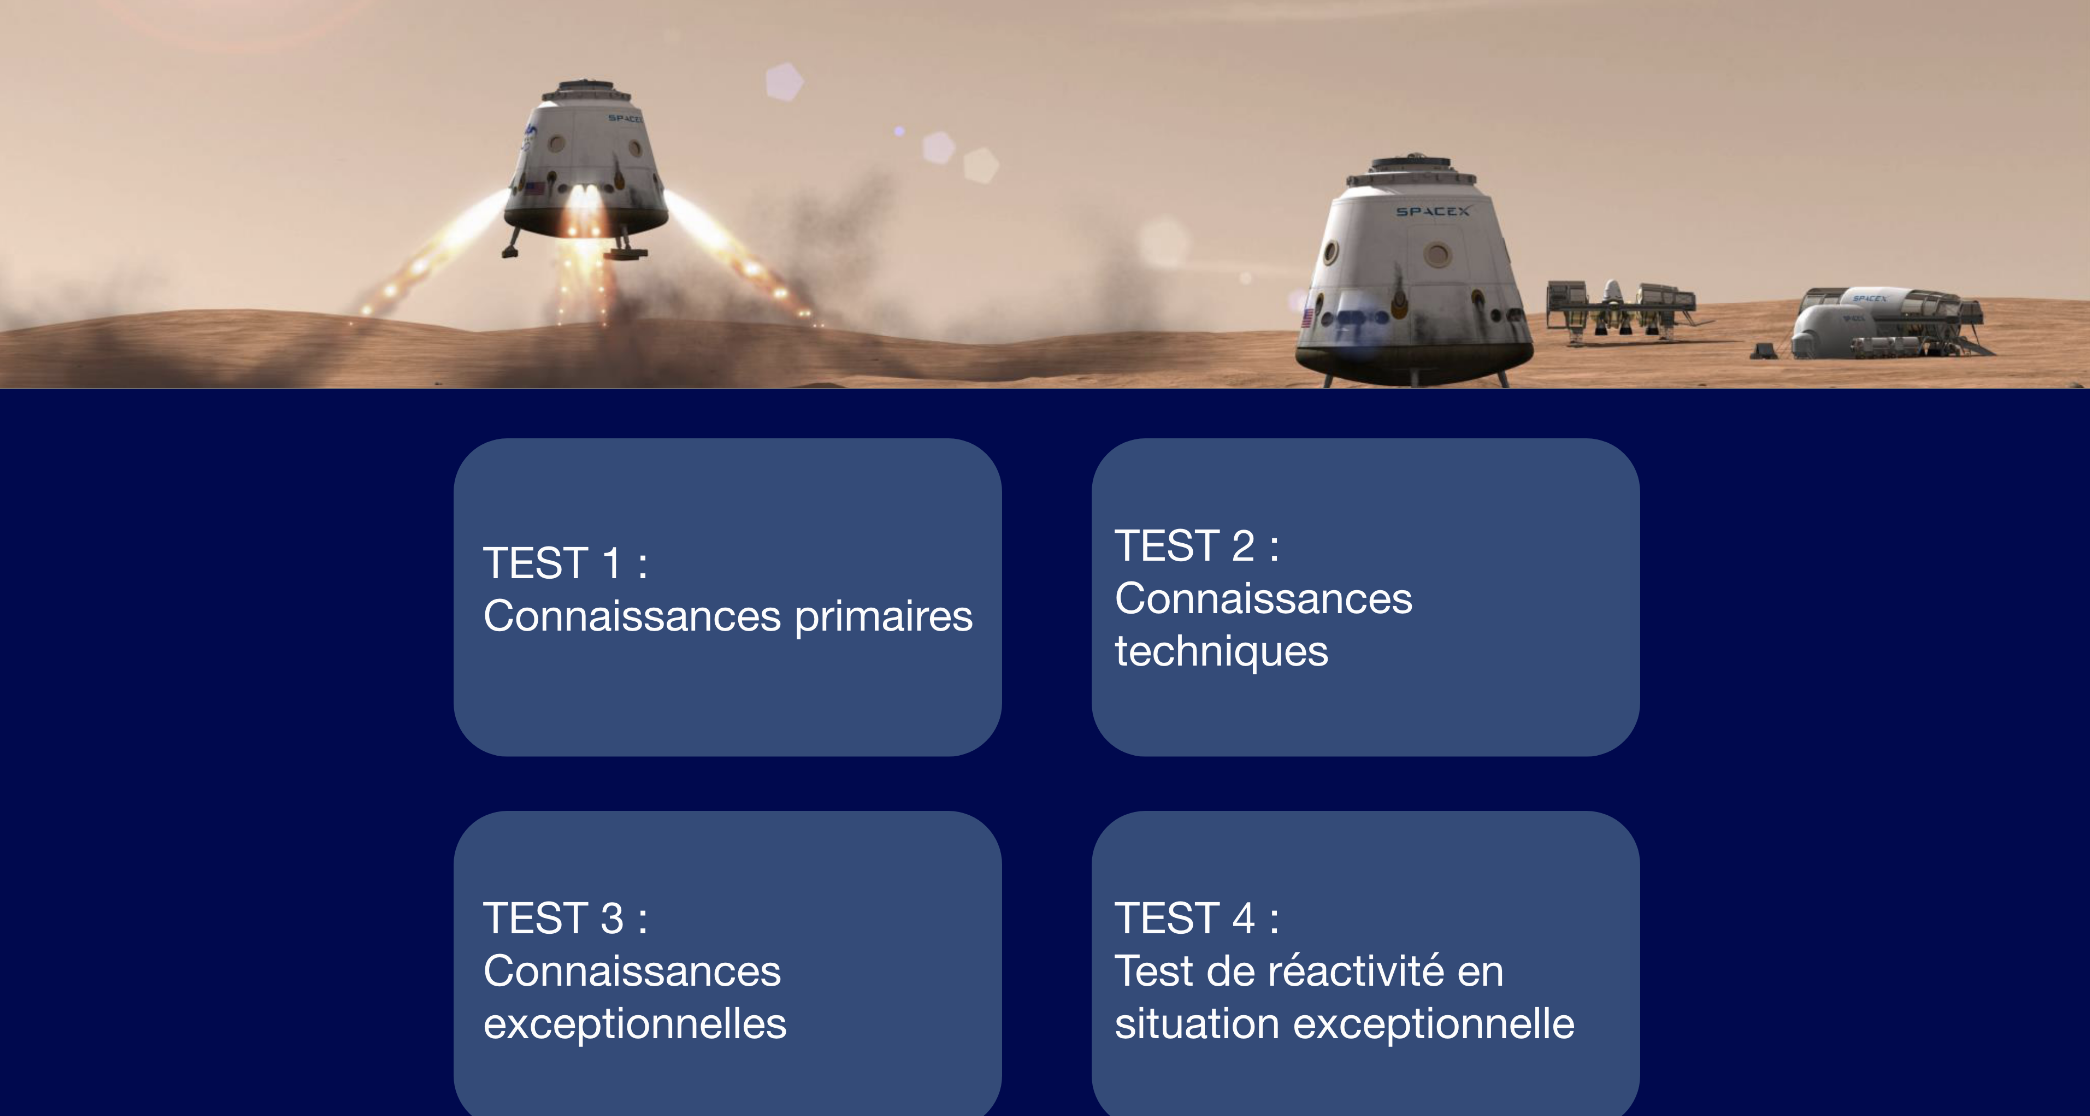 SPACEX
SPACEX
SPACEX
TEST 1 :
Connaissances primaires
TEST 2 :
Connaissances
techniques
TEST 3 :
Connaissances
exceptionnelles
TEST 4 :
Test de réactivité en
situation exceptionnelle